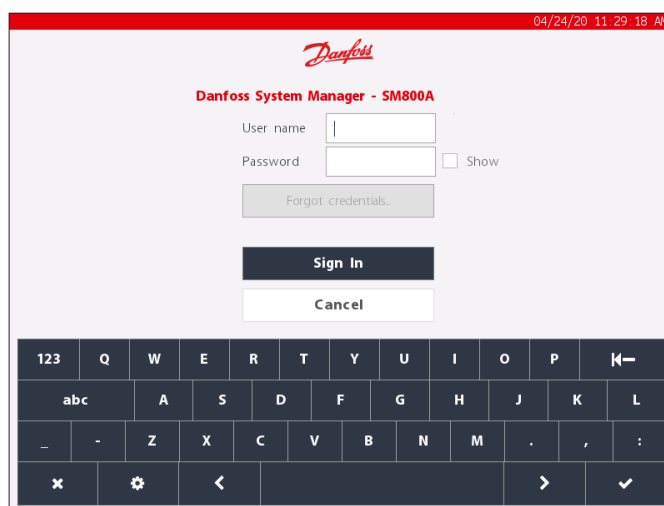 04/24/20 11:29:18 AM
Danfoss
Danfoss System Manager - SM800A
User name
Password
Show
Forgot credentials..
Sign In
Cancel
123 Q W E R T Y U I O P
abc A S D F G H J K L
_ - Z X C V B N M . , :